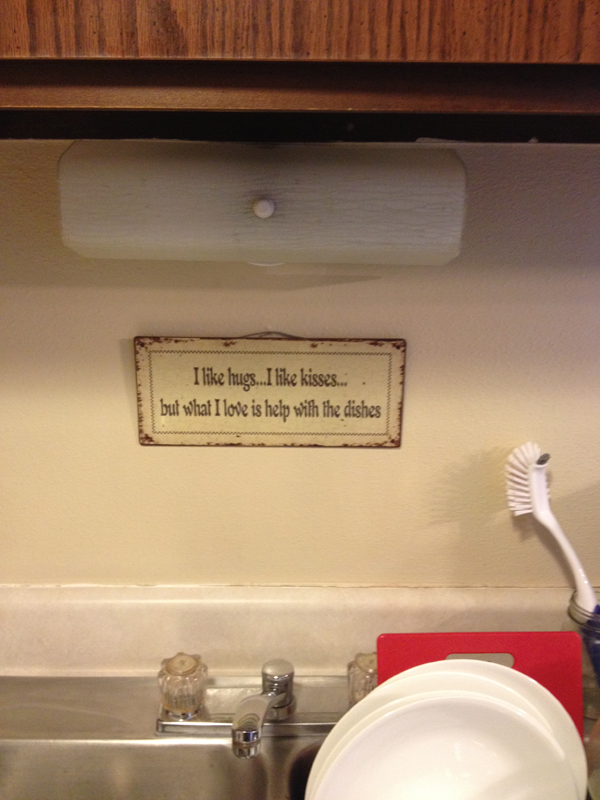 I like hugs...I like kisses...
but what I love is help with the dishes